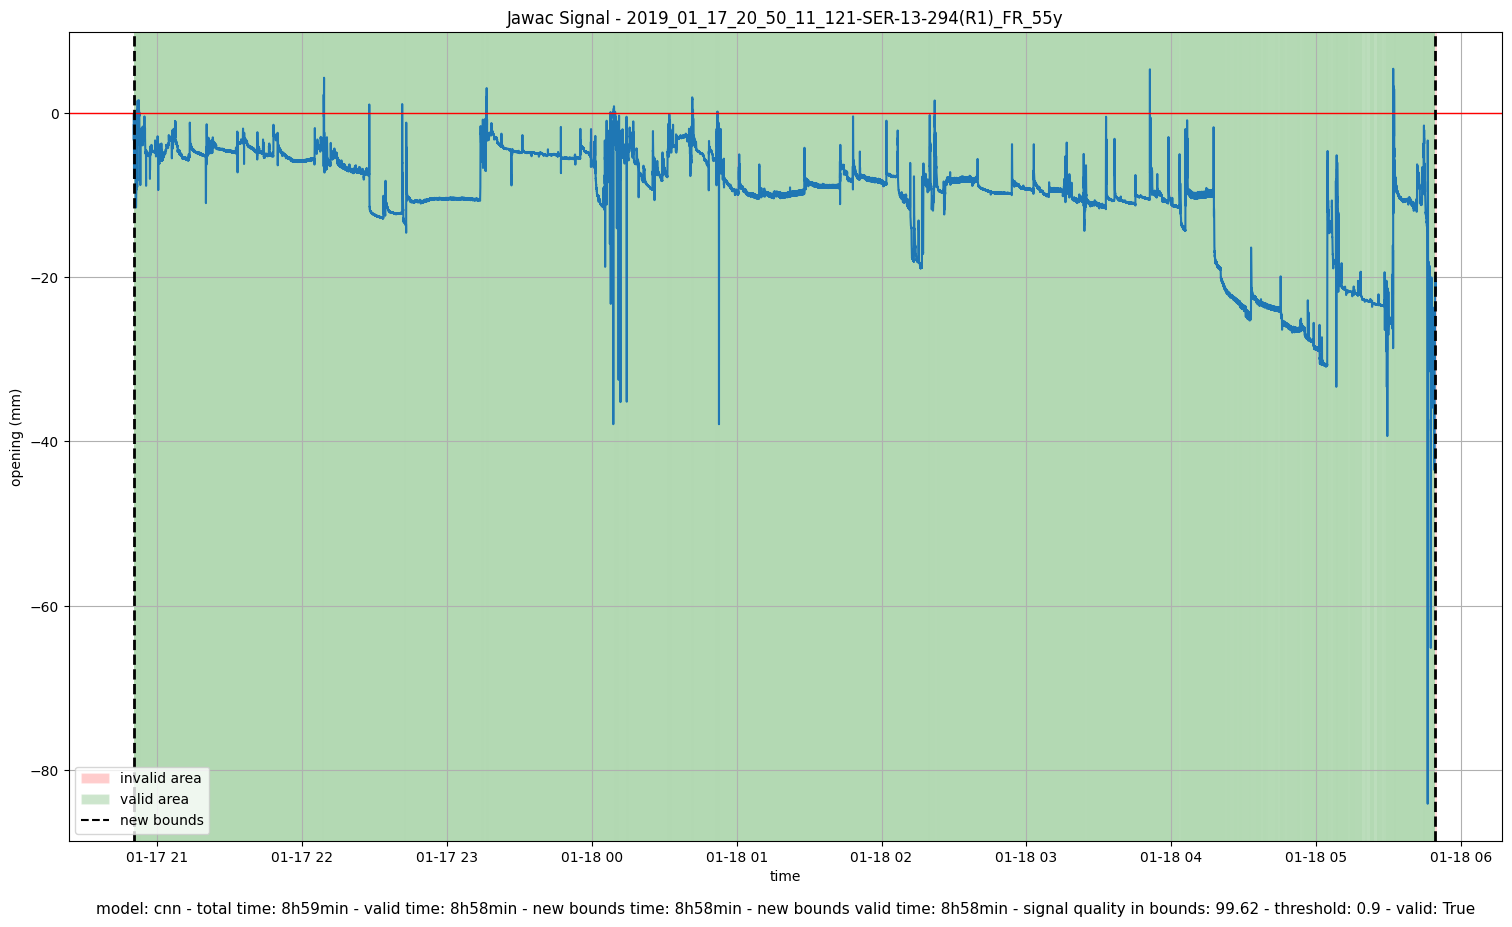 Jawac Signal - 2019_01_17_20_50_11_121-SER-13-294(R1)_FR_55y
opening (mm)
0
−20
−40
−60
−80
invalid area
valid area
new bounds
01-17 21 01-17 22 01-17 23 01-18 00 01-18 01 01-18 02 01-18 03 01-18 04 01-18 05 01-18 06
time
model: cnn - total time: 8h59min - valid time: 8h58min - new bounds time: 8h58min - new bounds valid time: 8h58min - signal quality in bounds: 99.62 - threshold: 0.9 - valid: True